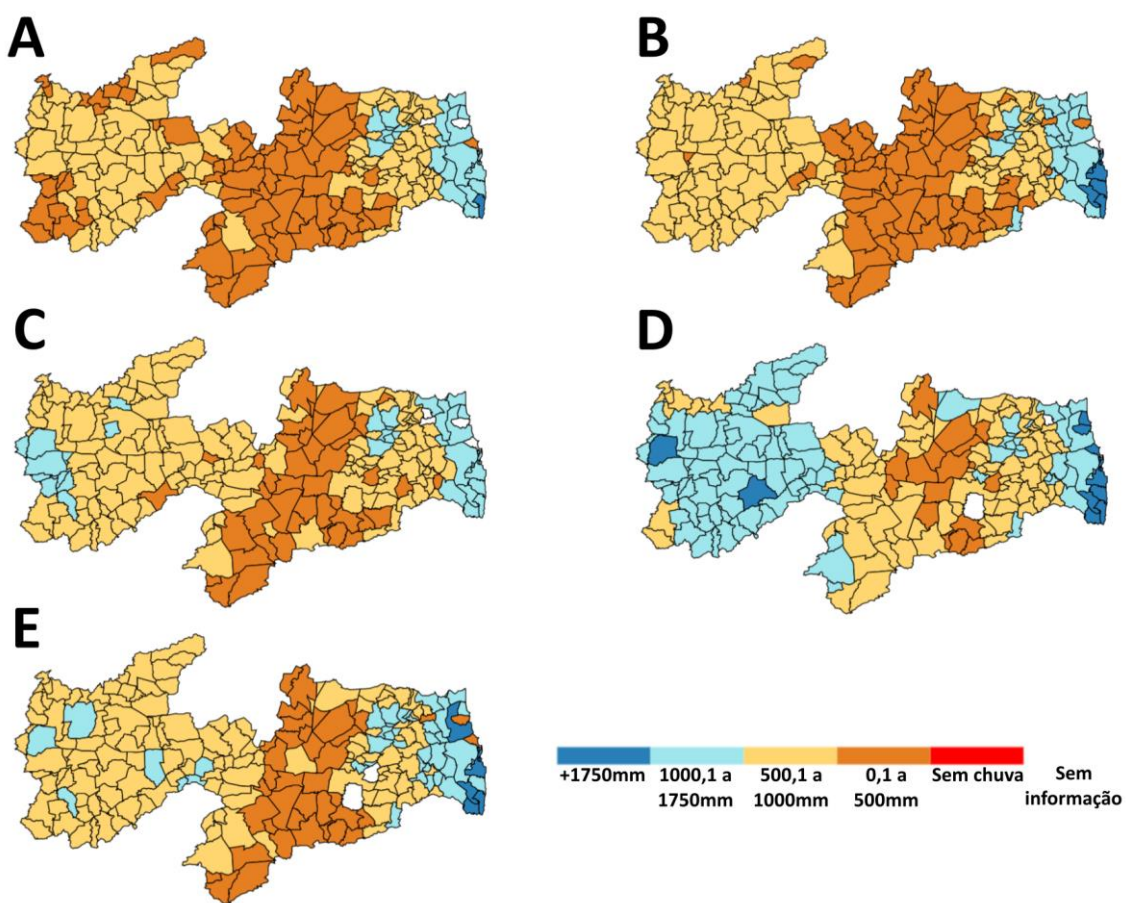 A
B
C
D
E
+1750mm
1000,1 a
1750mm
500,1 a
1000mm
0,1 a
500mm
Sem chuva
Sem
informação